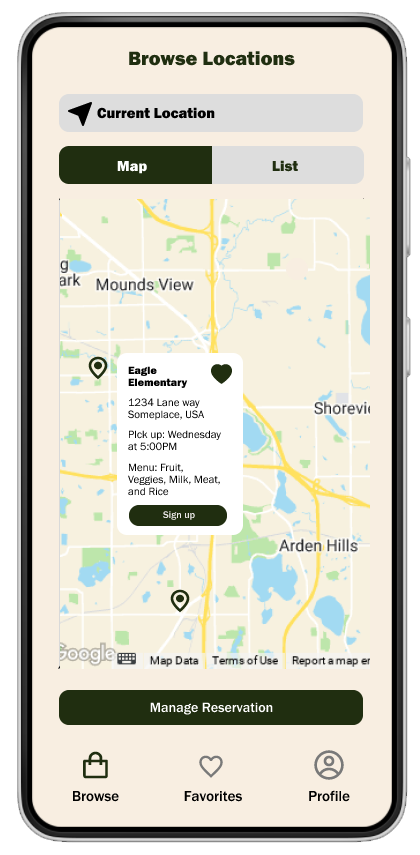 Browse Locations
Current Location
Map
List
g
ark
Mounds View
Eagle
Elementary
1234 Lane way
Someplace, USA
PIck up: Wednesday
at 5:00PM
Menu: Fruit,
Veggies, Milk, Meat,
and Rice
Sign up
Shorevi
Arden Hills
Google
Map Data
Terms of Use
Report a map er
Manage Reservation
Browse
Favorites
Profile